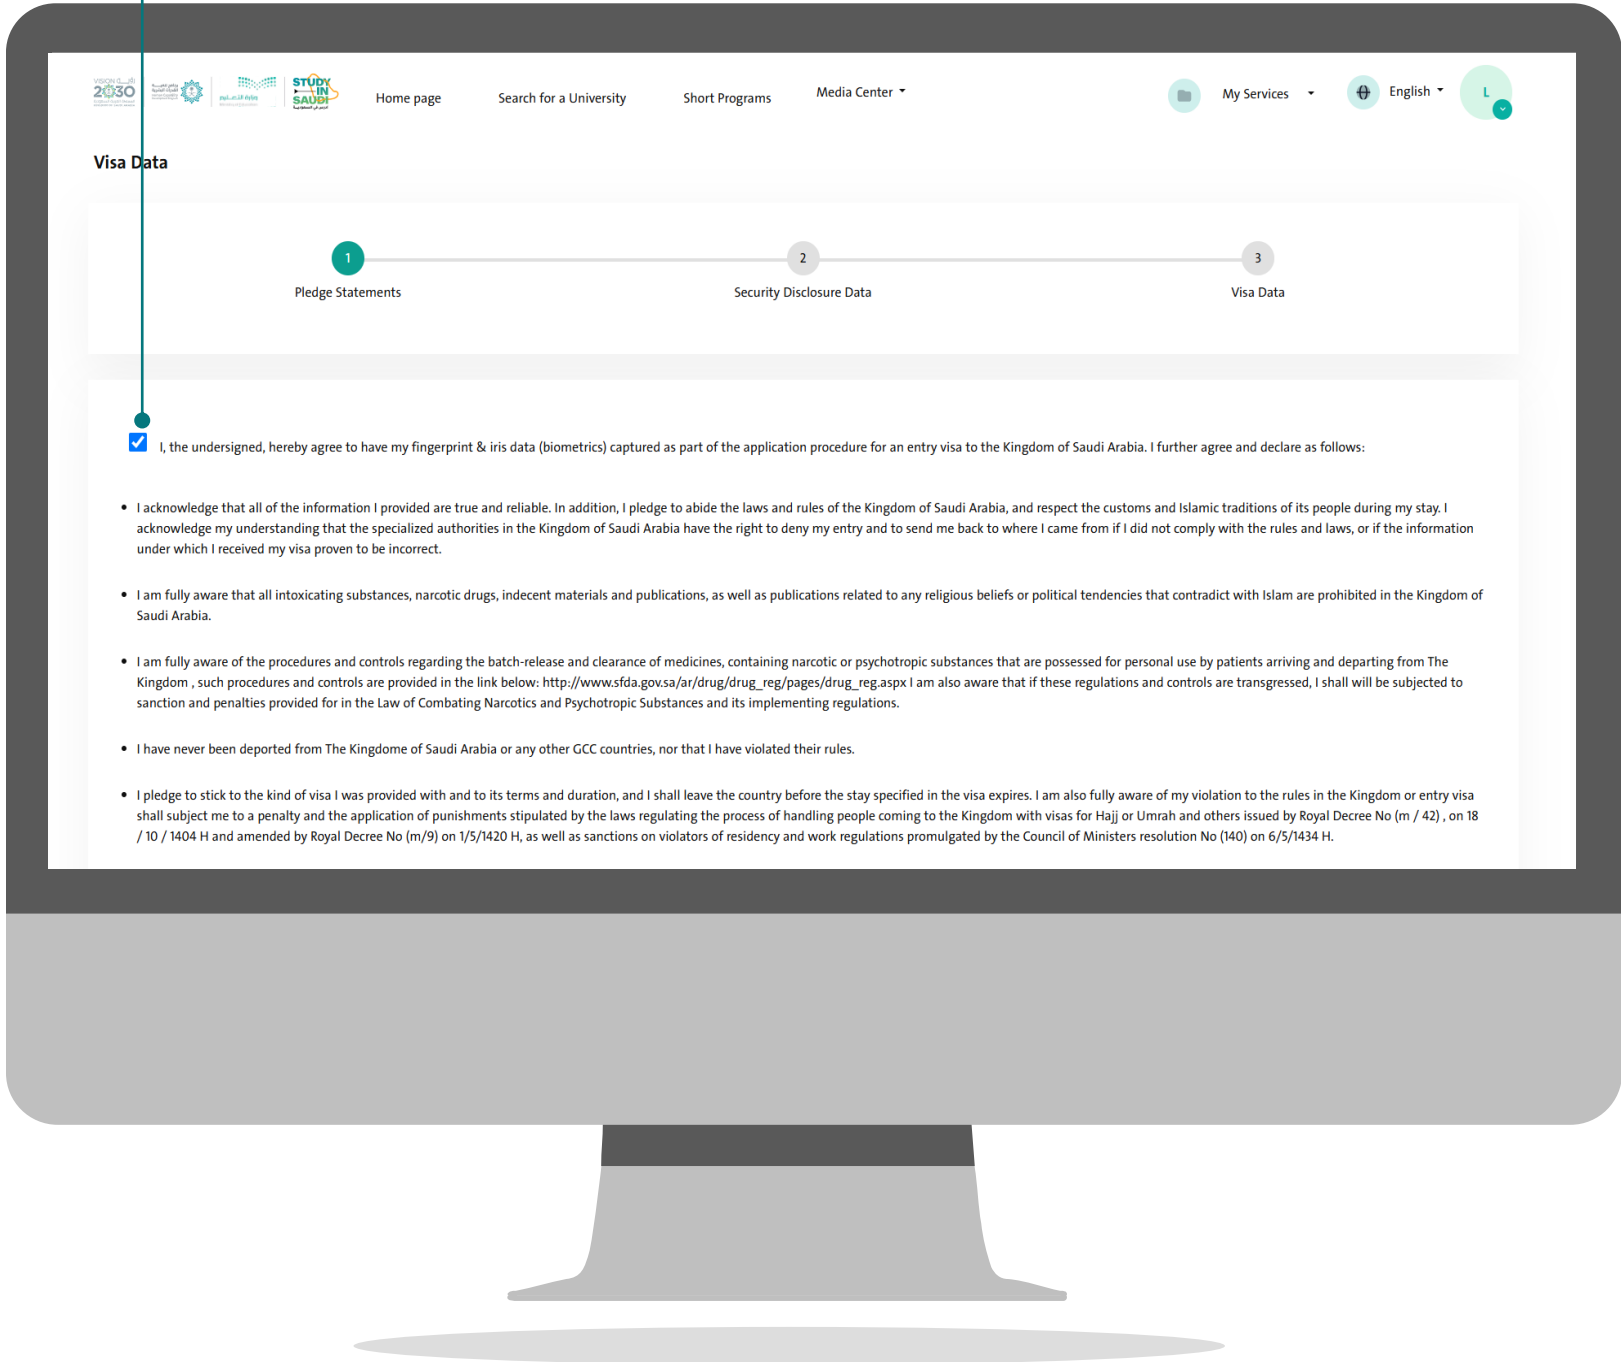 VISION رؤيــة
2030
وزارة التعـــليم
STUDY
IN
SAUDI
ادرس في السعودية
Home page
Search for a University
Short Programs
Media Center
My Services
English
L
Visa Data
1
2
3
Pledge Statements
Security Disclosure Data
Visa Data
I, the undersigned, hereby agree to have my fingerprint & iris data (biometrics) captured as part of the application procedure for an entry visa to the Kingdom of Saudi Arabia. I further agree and declare as follows:
• I acknowledge that all of the information I provided are true and reliable. In addition, I pledge to abide the laws and rules of the Kingdom of Saudi Arabia, and respect the customs and Islamic traditions of its people during my stay. I
acknowledge my understanding that the specialized authorities in the Kingdom of Saudi Arabia have the right to deny my entry and to send me back to where I came from if I did not comply with the rules and laws, or if the information
under which I received my visa proven to be incorrect.
• I am fully aware that all intoxicating substances, narcotic drugs, indecent materials and publications, as well as publications related to any religious beliefs or political tendencies that contradict with Islam are prohibited in the Kingdom of
Saudi Arabia.
• I am fully aware of the procedures and controls regarding the batch-release and clearance of medicines, containing narcotic or psychotropic substances that are possessed for personal use by patients arriving and departing from The
Kingdom , such procedures and controls are provided in the link below: http://www.sfda.gov.sa/ar/drug/drug_reg/pages/drug_reg.aspx I am also aware that if these regulations and controls are transgressed, I shall will be subjected to
sanction and penalties provided for in the Law of Combating Narcotics and Psychotropic Substances and its implementing regulations.
• I have never been deported from The Kingdome of Saudi Arabia or any other GCC countries, nor that I have violated their rules.
• I pledge to stick to the kind of visa I was provided with and to its terms and duration, and I shall leave the country before the stay specified in the visa expires. I am also fully aware of my violation to the rules in the Kingdom or entry visa
shall subject me to a penalty and the application of punishments stipulated by the laws regulating the process of handling people coming to the Kingdom with visas for Hajj or Umrah and others issued by Royal Decree No (m / 42) , on 18
/ 10 / 1404 H and amended by Royal Decree No (m/9) on 1/5/1420 H, as well as sanctions on violators of residency and work regulations promulgated by the Council of Ministers resolution No (140) on 6/5/1434 H.